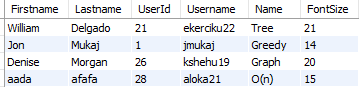 Firstname Lastname UserId Username Name FontSize
William Delgado 21 ekerciku22 Tree 21
Jon Mukaj 1 jmukaj Greedy 14
Denise Morgan 26 kshehu19 Graph 20
aada afafa 28 aloka21 O(n) 15